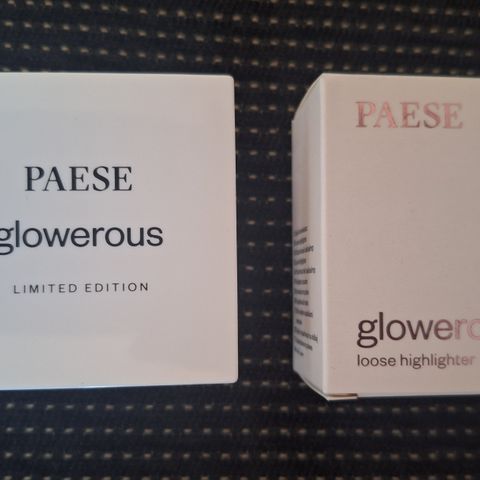 PAESE
glowerous
LIMITED EDITION
PAESE
glowero
loose highlighter